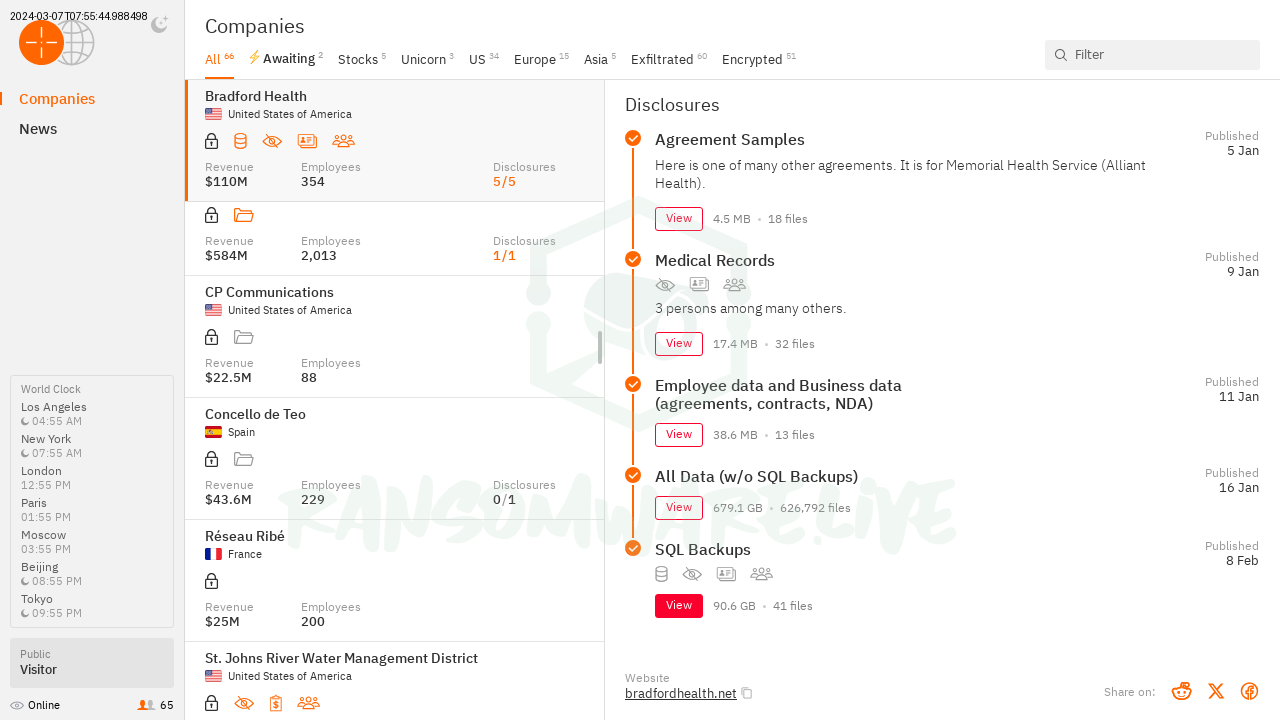 2024-03-07T07:55:44.988498
Companies
News
World Clock
Los Angeles
04:55 AM
New York
07:55 AM
London
12:55 PM
Paris
01:55 PM
Moscow
03:55 PM
Beijing
08:55 PM
Tokyo
09:55 PM
Public
Visitor
Online 65
Companies
All 66 Awaiting 2 Stocks 5 Unicorn 3 US 34 Europe 15 Asia 5 Exfiltrated 60 Encrypted 51
Filter
Bradford Health
United States of America
Revenue Employees Disclosures
$110M 354 5/5
Revenue Employees Disclosures
$584M 2,013 1/1
CP Communications
United States of America
Revenue Employees
$22.5M 88
Concello de Teo
Spain
Revenue Employees Disclosures
$43.6M 229 0/1
Réseau Ribé
France
Revenue Employees
$25M 200
St. Johns River Water Management District
United States of America
Disclosures
Agreement Samples Published
5 Jan
Here is one of many other agreements. It is for Memorial Health Service (Alliant
Health).
View 4.5 MB • 18 files
Medical Records Published
9 Jan
3 persons among many others.
View 17.4 MB • 32 files
Employee data and Business data Published
(agreements, contracts, NDA) 11 Jan
View 38.6 MB • 13 files
All Data (w/o SQL Backups) Published
16 Jan
View 679.1 GB • 626,792 files
SQL Backups Published
8 Feb
View 90.6 GB • 41 files
Website
bradfordhealth.net
Share on:
RANSOMWARE.LIVE